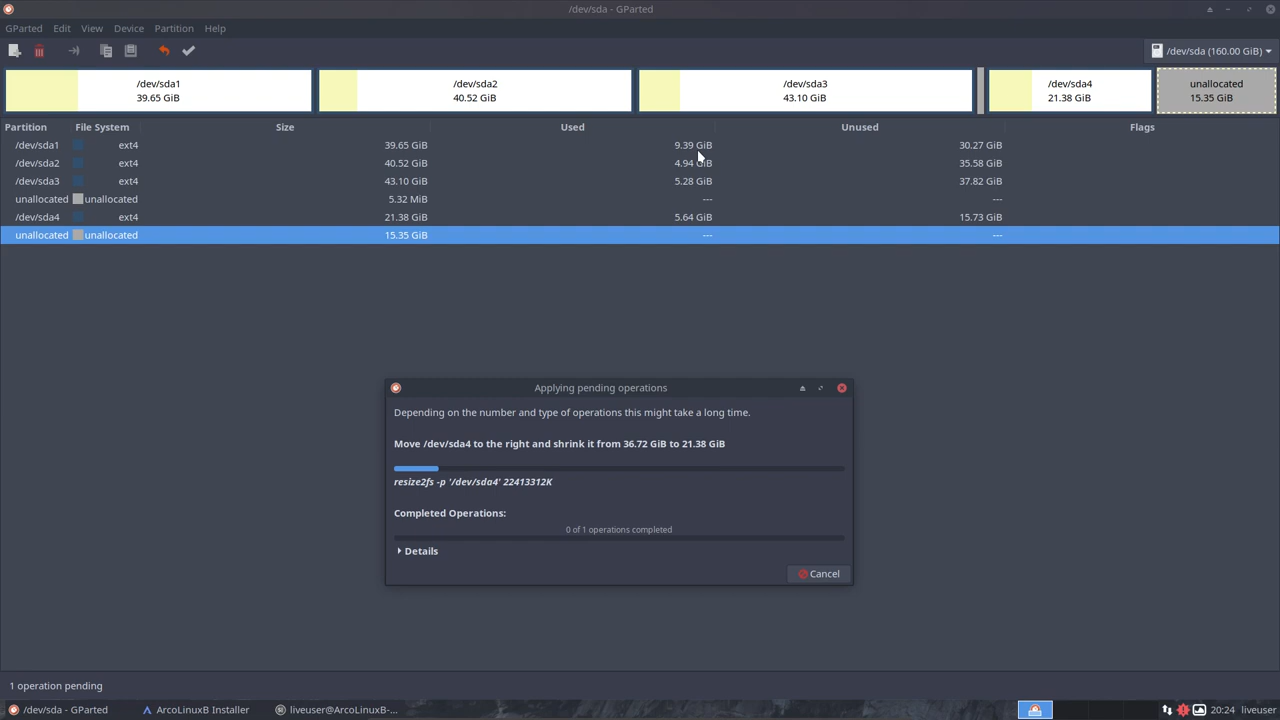 /dev/sda - GParted
GParted Edit View Device Partition Help
/dev/sda (160.00 GiB)
/dev/sda1
39.65 GiB
/dev/sda2
40.52 GiB
/dev/sda3
43.10 GiB
/dev/sda4
21.38 GiB
unallocated
15.35 GiB
Partition File System Size Used Unused Flags
/dev/sda1 ext4 39.65 GiB 9.39 GiB 30.27 GiB
/dev/sda2 ext4 40.52 GiB 4.94 GiB 35.58 GiB
/dev/sda3 ext4 43.10 GiB 5.28 GiB 37.82 GiB
unallocated unallocated 5.32 MiB --- ---
/dev/sda4 ext4 21.38 GiB 5.64 GiB 15.73 GiB
unallocated unallocated 15.35 GiB --- ---
Applying pending operations
Depending on the number and type of operations this might take a long time.
Move /dev/sda4 to the right and shrink it from 36.72 GiB to 21.38 GiB
resize2fs -p '/dev/sda4' 22413312K
Completed Operations:
0 of 1 operations completed
Details
Cancel
1 operation pending
/dev/sda - GParted ArcoLinuxB Installer liveuser@ArcoLinuxB-... 20:24 liveuser